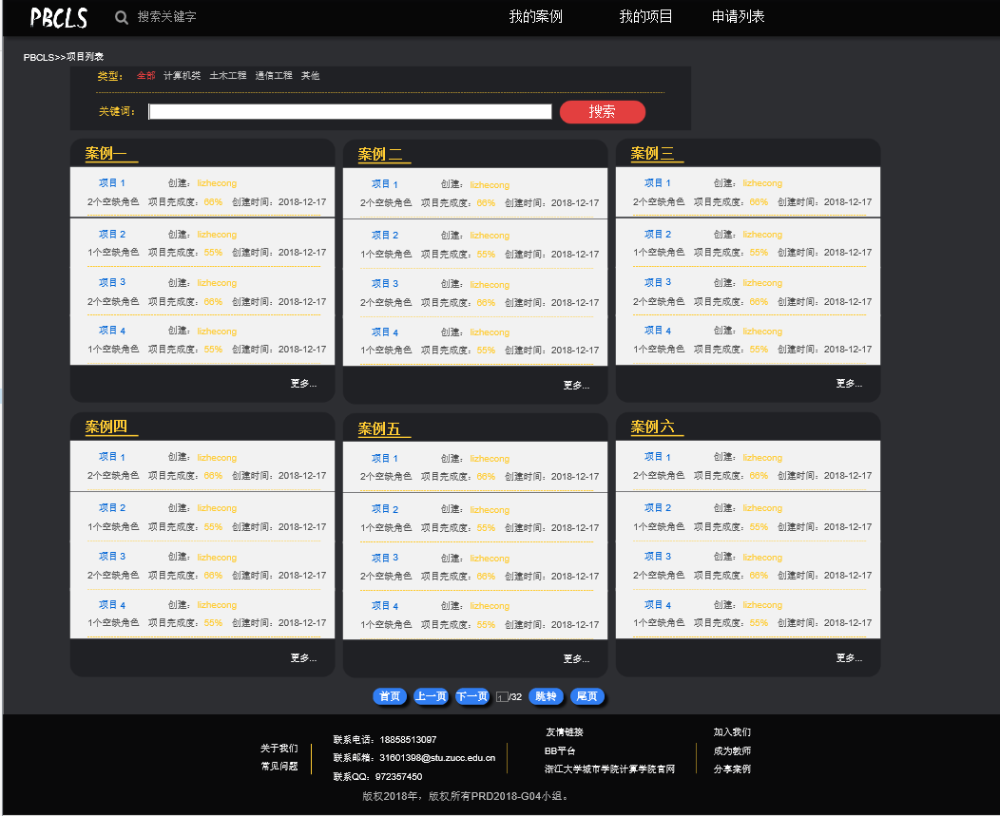 PBCLS 搜索关键字 我的案例 我的项目 申请列表
PBCLS>>项目列表
类型： 全部 计算机类 土木工程 通信工程 其他
关键词： 搜索
案例一
项目 1 创建： lizhecong
2个空缺角色 项目完成度：66% 创建时间：2018-12-17
项目 2 创建： lizhecong
1个空缺角色 项目完成度：55% 创建时间：2018-12-17
项目 3 创建： lizhecong
2个空缺角色 项目完成度：66% 创建时间：2018-12-17
项目 4 创建： lizhecong
1个空缺角色 项目完成度：55% 创建时间：2018-12-17
更多...
案例二
项目 1 创建： lizhecong
2个空缺角色 项目完成度：66% 创建时间：2018-12-17
项目 2 创建： lizhecong
1个空缺角色 项目完成度：55% 创建时间：2018-12-17
项目 3 创建： lizhecong
2个空缺角色 项目完成度：66% 创建时间：2018-12-17
项目 4 创建： lizhecong
1个空缺角色 项目完成度：55% 创建时间：2018-12-17
更多...
案例三
项目 1 创建： lizhecong
2个空缺角色 项目完成度：66% 创建时间：2018-12-17
项目 2 创建： lizhecong
1个空缺角色 项目完成度：55% 创建时间：2018-12-17
项目 3 创建： lizhecong
2个空缺角色 项目完成度：66% 创建时间：2018-12-17
项目 4 创建： lizhecong
1个空缺角色 项目完成度：55% 创建时间：2018-12-17
更多...
案例四
项目 1 创建： lizhecong
2个空缺角色 项目完成度：66% 创建时间：2018-12-17
项目 2 创建： lizhecong
1个空缺角色 项目完成度：55% 创建时间：2018-12-17
项目 3 创建： lizhecong
2个空缺角色 项目完成度：66% 创建时间：2018-12-17
项目 4 创建： lizhecong
1个空缺角色 项目完成度：55% 创建时间：2018-12-17
更多...
案例五
项目 1 创建： lizhecong
2个空缺角色 项目完成度：66% 创建时间：2018-12-17
项目 2 创建： lizhecong
1个空缺角色 项目完成度：55% 创建时间：2018-12-17
项目 3 创建： lizhecong
2个空缺角色 项目完成度：66% 创建时间：2018-12-17
项目 4 创建： lizhecong
1个空缺角色 项目完成度：55% 创建时间：2018-12-17
更多...
案例六
项目 1 创建： lizhecong
2个空缺角色 项目完成度：66% 创建时间：2018-12-17
项目 2 创建： lizhecong
1个空缺角色 项目完成度：55% 创建时间：2018-12-17
项目 3 创建： lizhecong
2个空缺角色 项目完成度：66% 创建时间：2018-12-17
项目 4 创建： lizhecong
1个空缺角色 项目完成度：55% 创建时间：2018-12-17
更多...
首页 上一页 下一页 1/32 跳转 尾页
关于我们
常见问题
联系电话：18858513097
联系邮箱：31601398@stu.zucc.edu.cn
联系QQ：972357450
友情链接
BB平台
浙江大学城市学院计算学院官网
加入我们
成为教师
分享案例
版权2018年，版权所有PRD2018-G04小组。